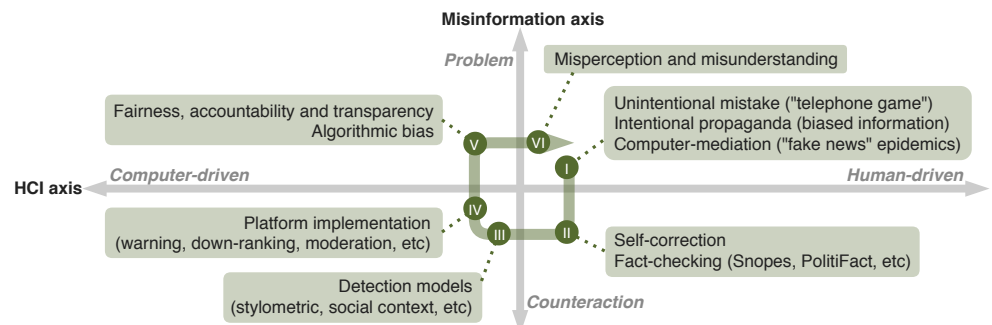 Misinformation axis
Problem
Misperception and misunderstanding
Unintentional mistake ("telephone game")
Intentional propaganda (biased information)
Computer-mediation ("fake news" epidemics)
Fairness, accountability and transparency
Algorithmic bias
V
VI
I
HCI axis
Computer-driven
Human-driven
IV
III
II
Platform implementation
(warning, down-ranking, moderation, etc)
Self-correction
Fact-checking (Snopes, PolitiFact, etc)
Detection models
(stylometric, social context, etc)
Counteraction